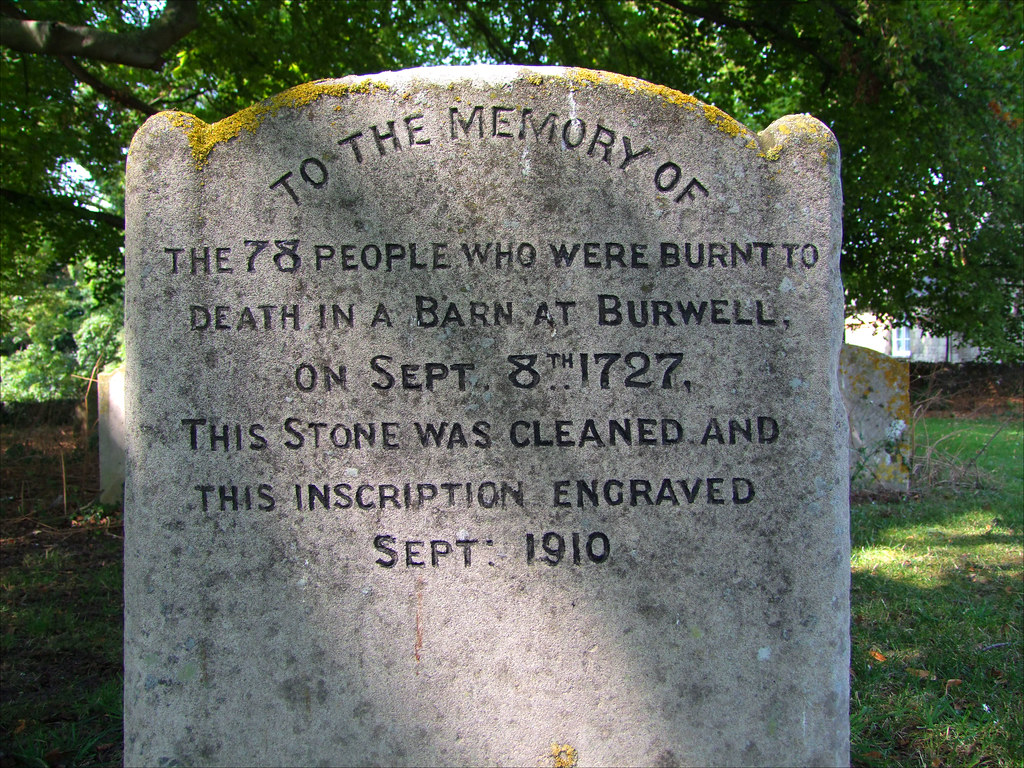 TO THE MEMORY OF
THE 78 PEOPLE WHO WERE BURNT TO
DEATH IN A BARN AT BURWELL,
ON SEPT. 8TH 1727,
THIS STONE WAS CLEANED AND
THIS INSCRIPTION ENGRAVED
SEPT: 1910